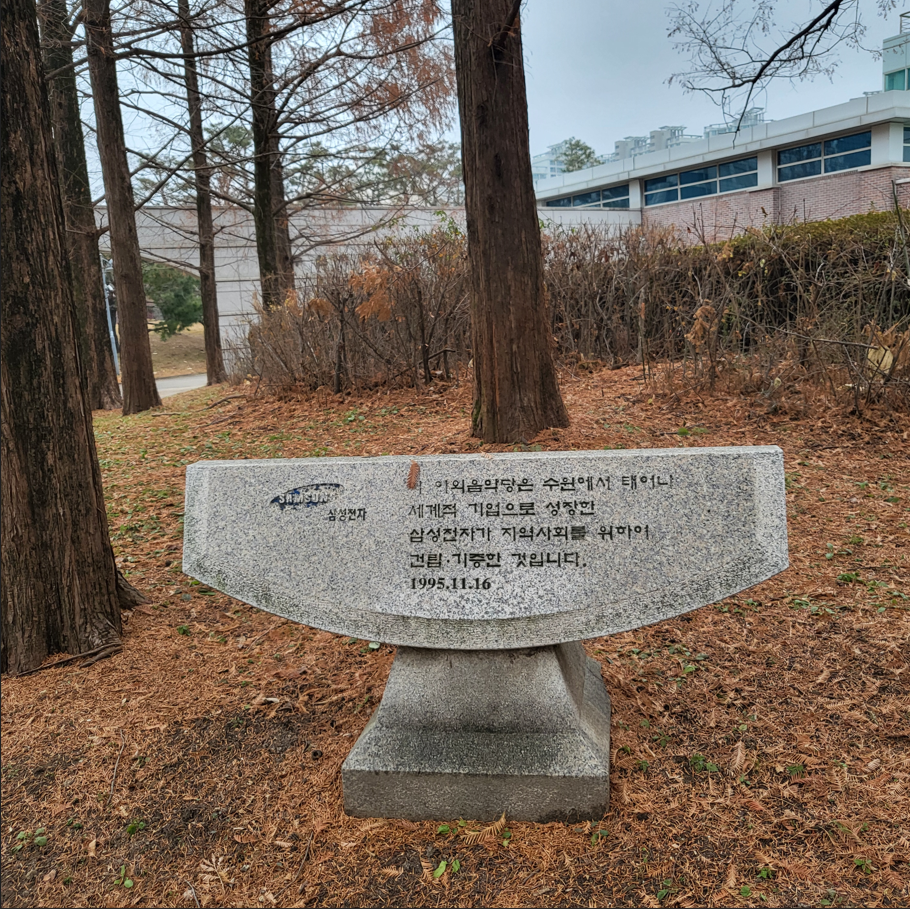 SAMSUNG
삼성전자
이 야외음악당은 수원에서 태어나
세계적 기업으로 성장한
삼성전자가 지역사회를 위하여
건립·기증한 것입니다.
1995.11.16